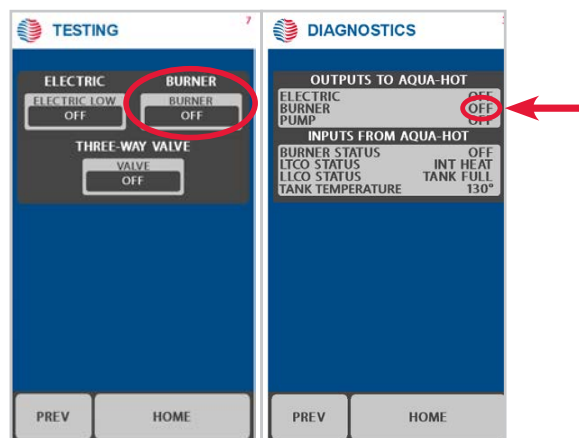 TESTING
7
ELECTRIC
BURNER
ELECTRIC LOW
OFF
BURNER
OFF
THREE-WAY VALVE
VALVE
OFF
PREV
HOME
DIAGNOSTICS
OUTPUTS TO AQUA-HOT
ELECTRIC OFF
BURNER OFF
PUMP OFF
INPUTS FROM AQUA-HOT
BURNER STATUS OFF
LTCO STATUS INT HEAT
LLCO STATUS TANK FULL
TANK TEMPERATURE 130°
PREV
HOME